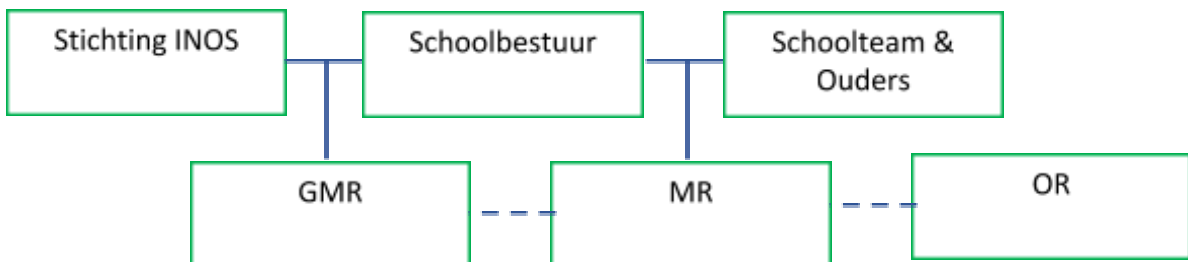 Stichting INOS
Schoolbestuur
Schoolteam &
Ouders
GMR
MR
OR